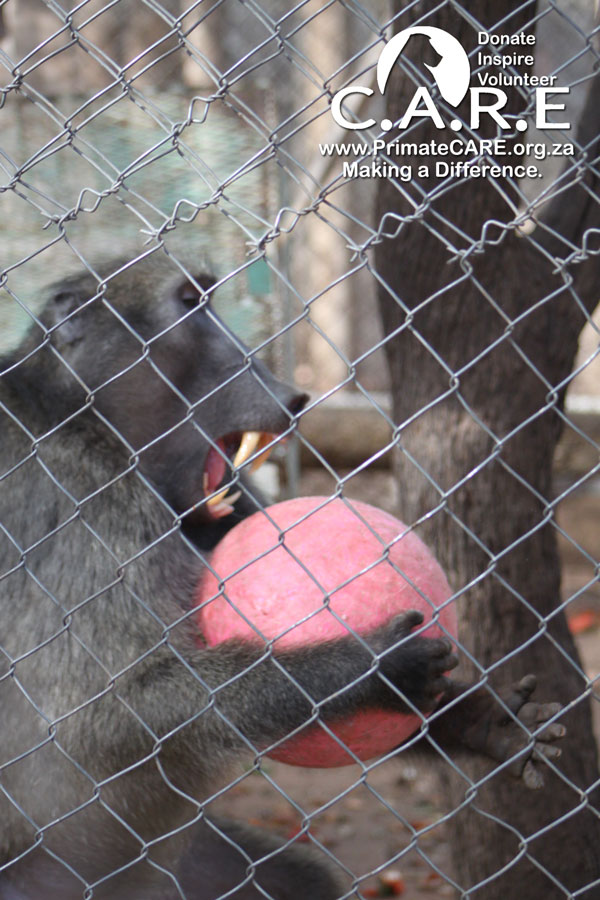 Donate
Inspire
Volunteer
C.A.R.E
www.PrimateCARE.org.za
Making a Difference.